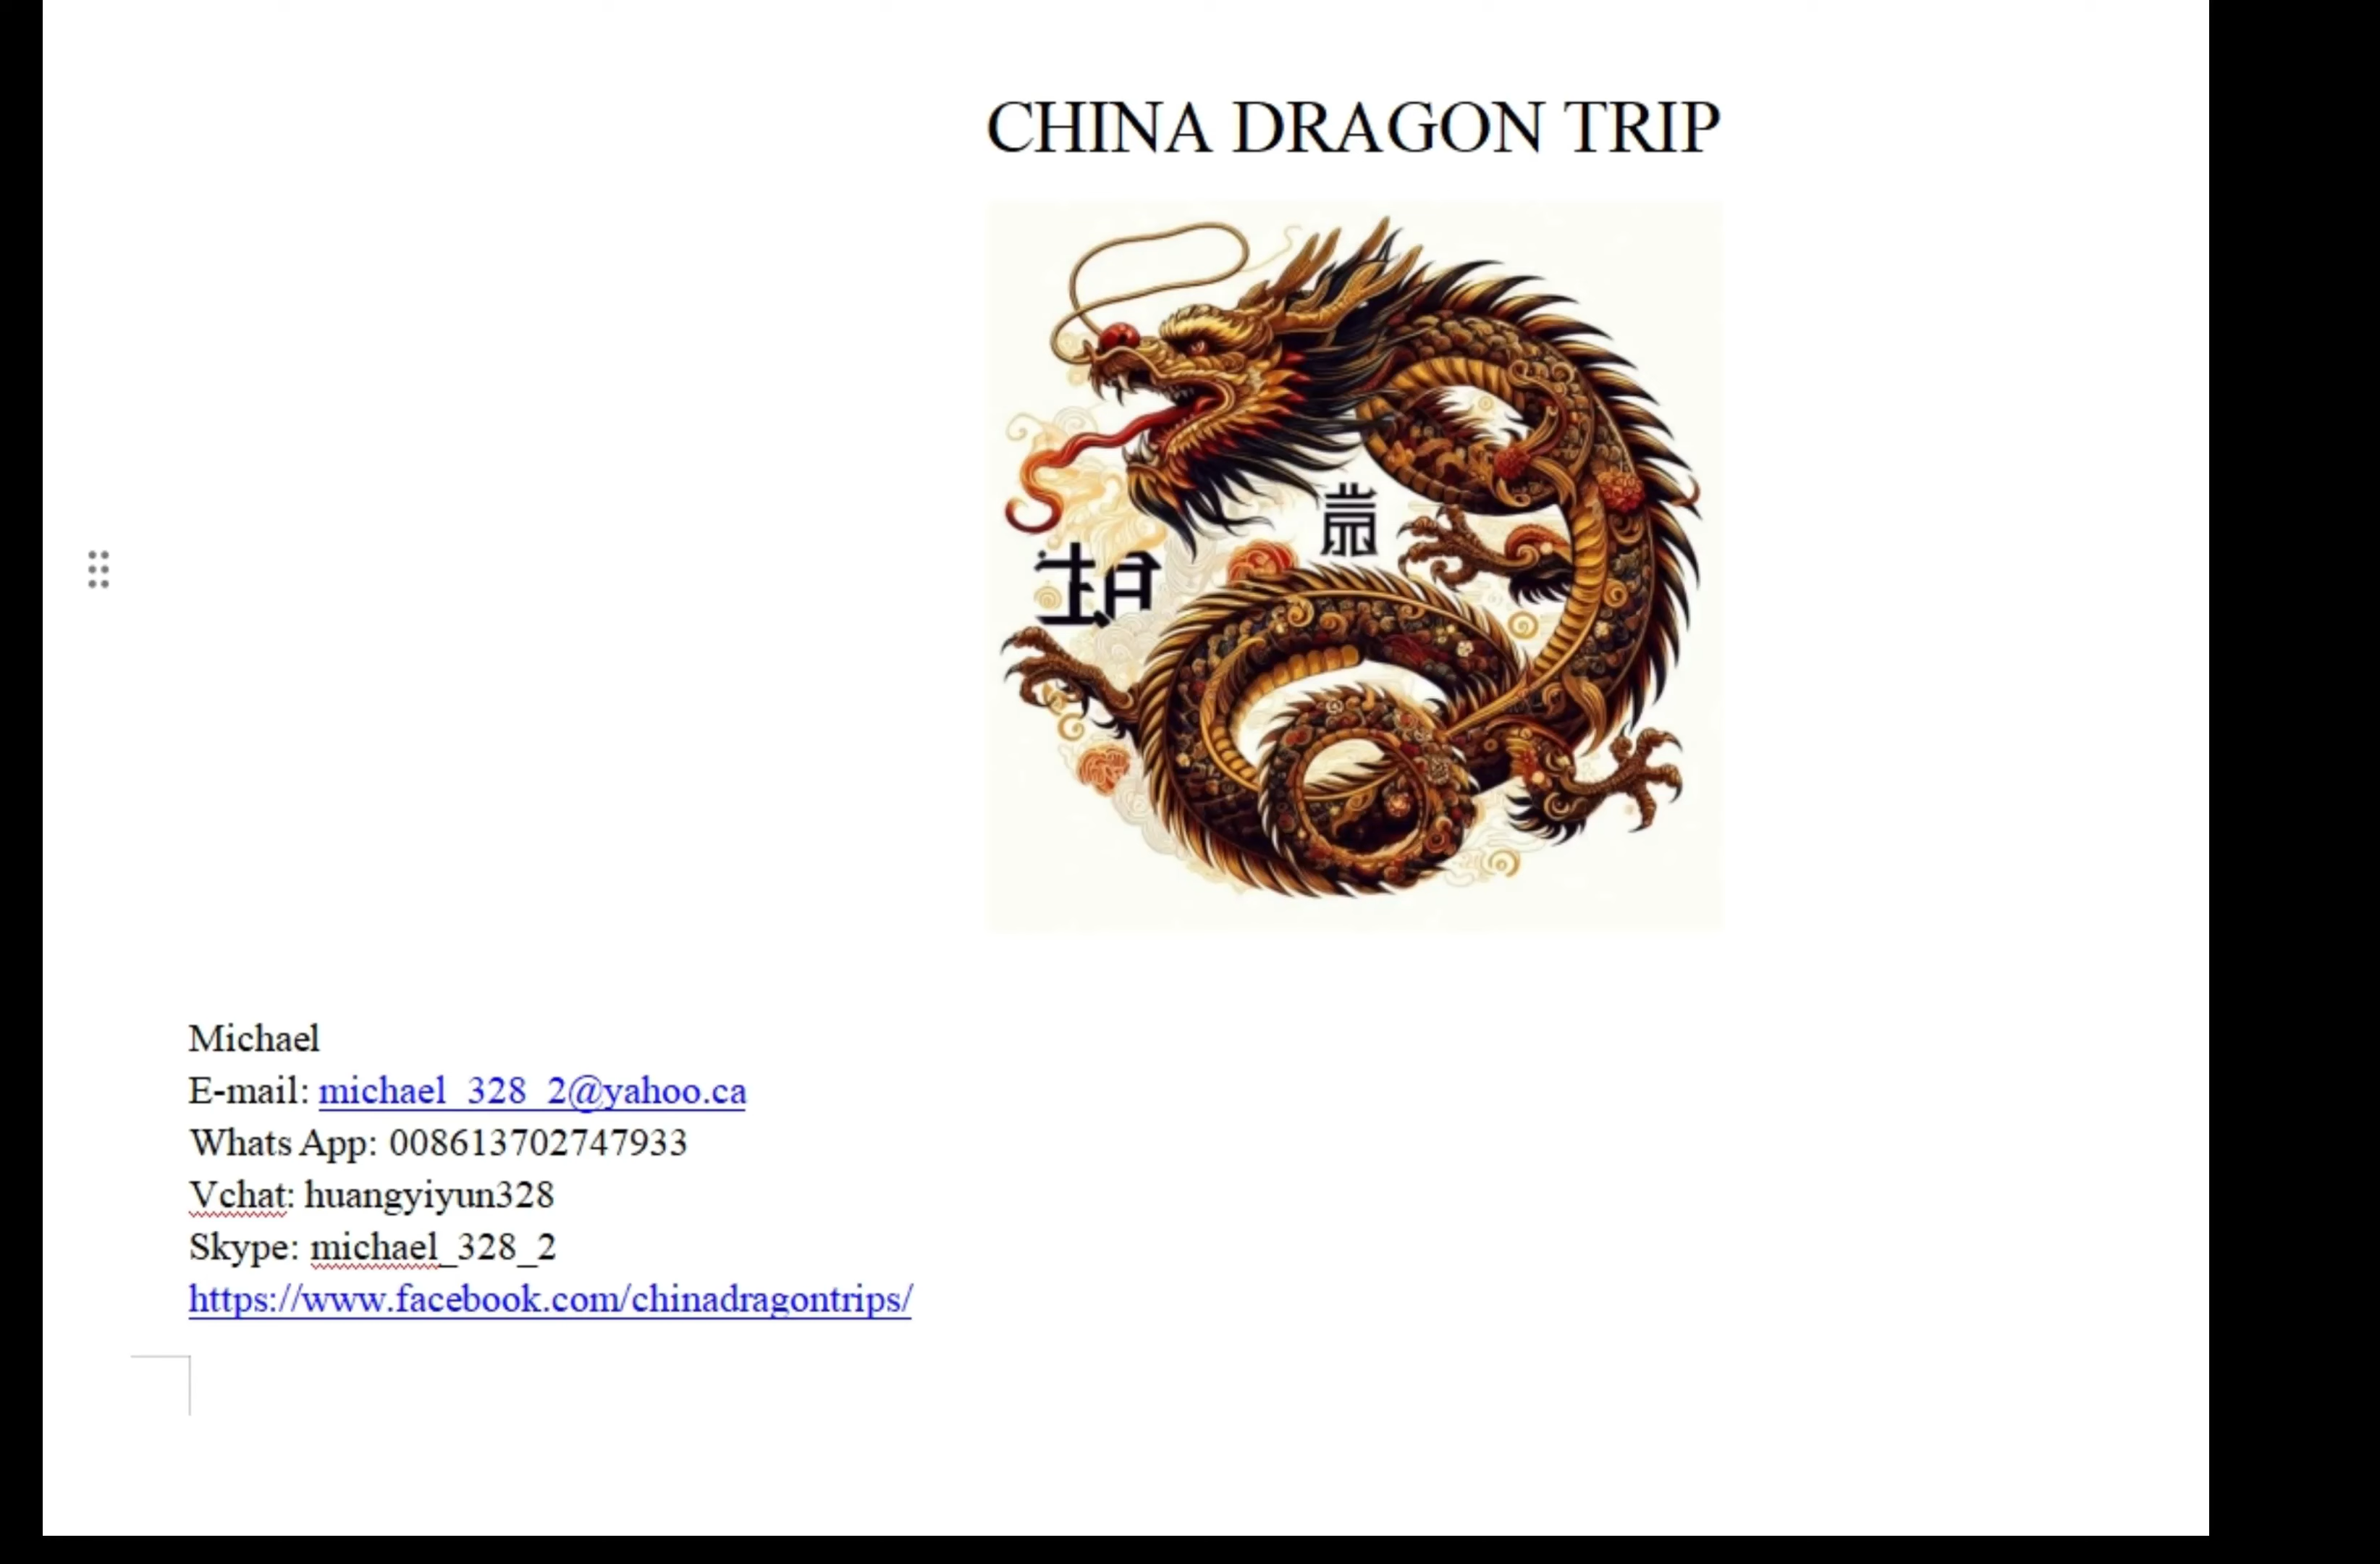 CHINA DRAGON TRIP
Michael
E-mail: michael_328_2@yahoo.ca
Whats App: 008613702747933
Vchat: huangyiyun328
Skype: michael_328_2
https://www.facebook.com/chinadragontrips/